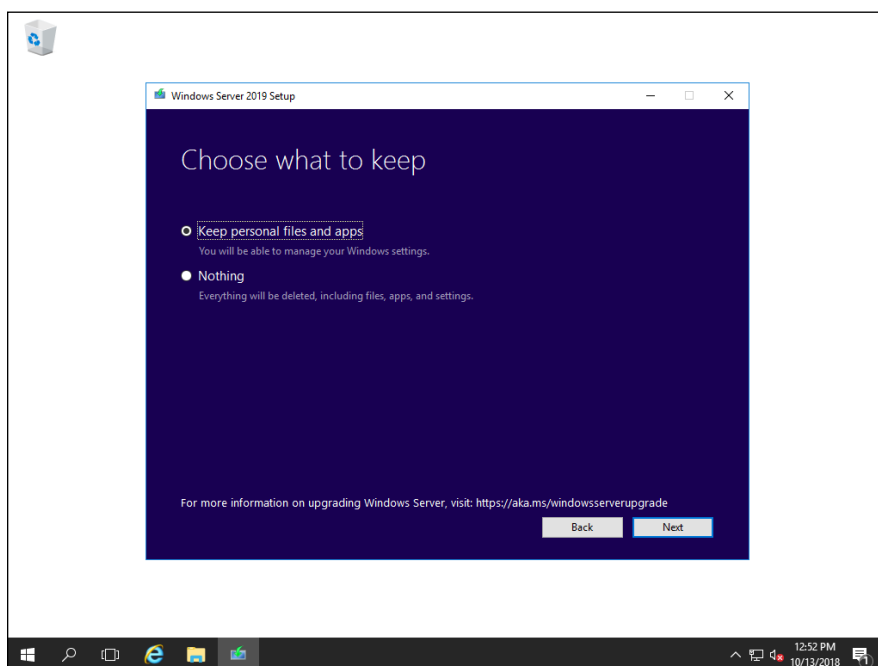 Windows Server 2019 Setup
Choose what to keep
Keep personal files and apps
You will be able to manage your Windows settings.
Nothing
Everything will be deleted, including files, apps, and settings.
For more information on upgrading Windows Server, visit: https://aka.ms/windowsserverupgrade
Back
Next
12:52 PM
10/13/2018
1